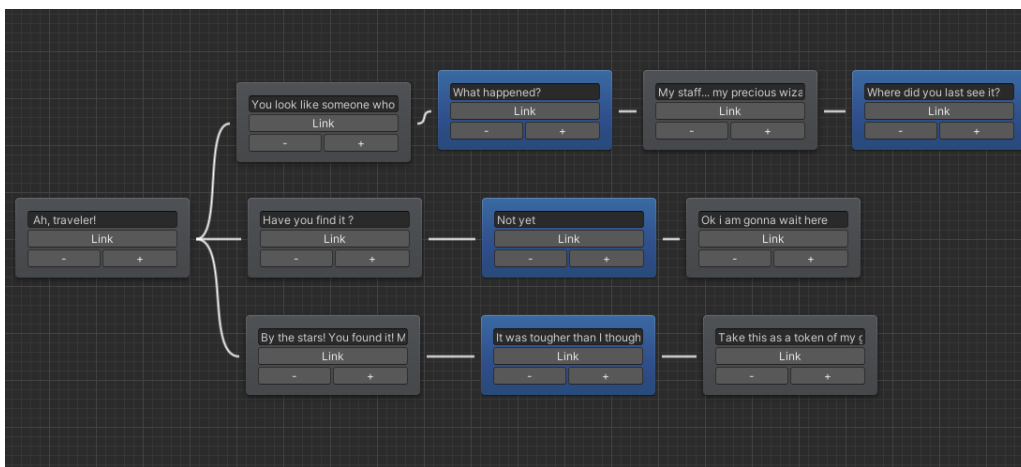 You look like someone who
Link
- +
What happened?
Link
- +
My staff... my precious wiza
Link
- +
Where did you last see it?
Link
- +
Ah, traveler!
Link
- +
Have you find it ?
Link
- +
Not yet
Link
- +
Ok i am gonna wait here
Link
- +
By the stars! You found it! M
Link
- +
It was tougher than I though
Link
- +
Take this as a token of my g
Link
- +